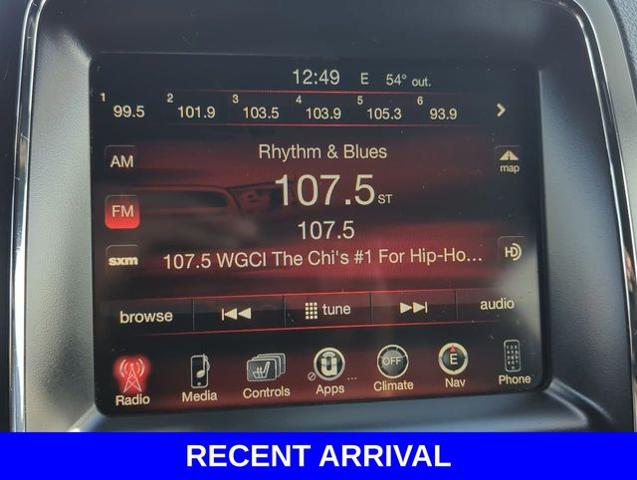 12:49 E 54° out.
1 99.5 2 101.9 3 103.5 4 103.9 5 105.3 6 93.9
AM Rhythm & Blues map
FM 107.5 ST
107.5
sxm 107.5 WGCI The Chi's #1 For Hip-Ho... HD
browse tune audio
OFF E
Radio Media Controls Apps ... Climate Nav Phone
RECENT ARRIVAL